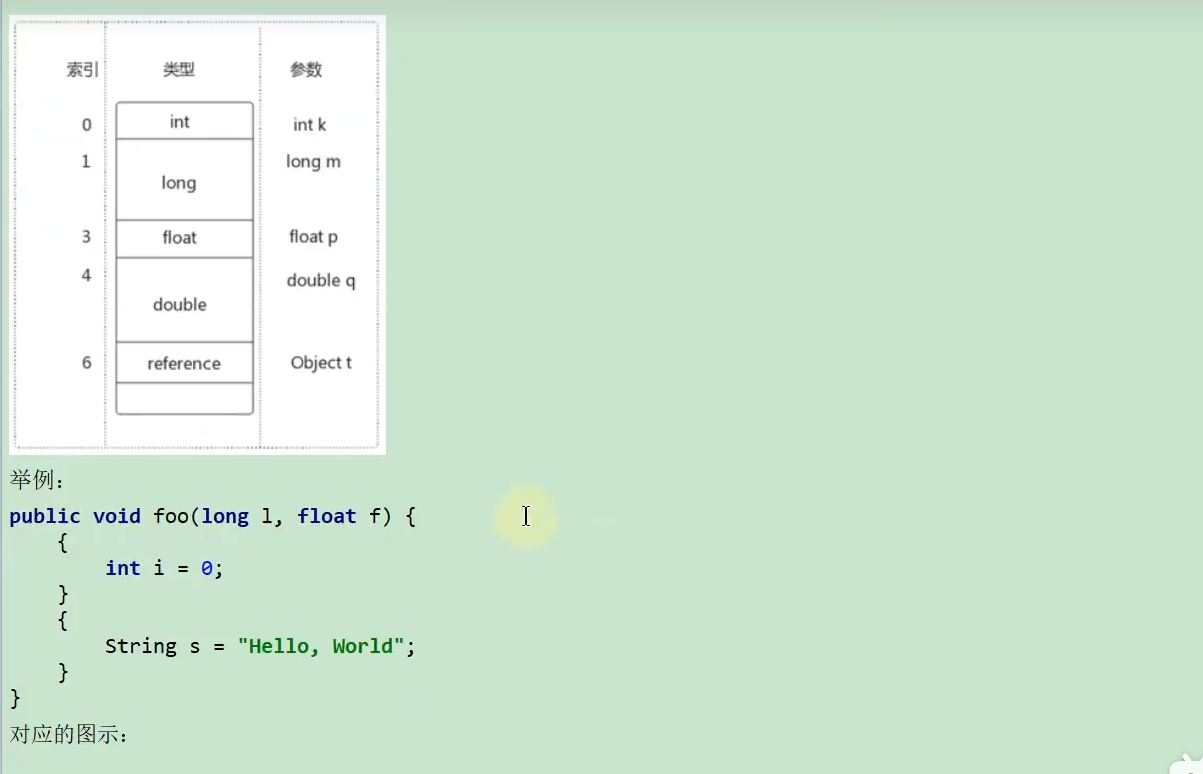 索引 类型 参数
0 int int k
1 long long m
3 float float p
4 double double q
6 reference Object t
举例：
public void foo(long l, float f) {
{
int i = 0;
}
{
String s = "Hello, World";
}
}
对应的图示：